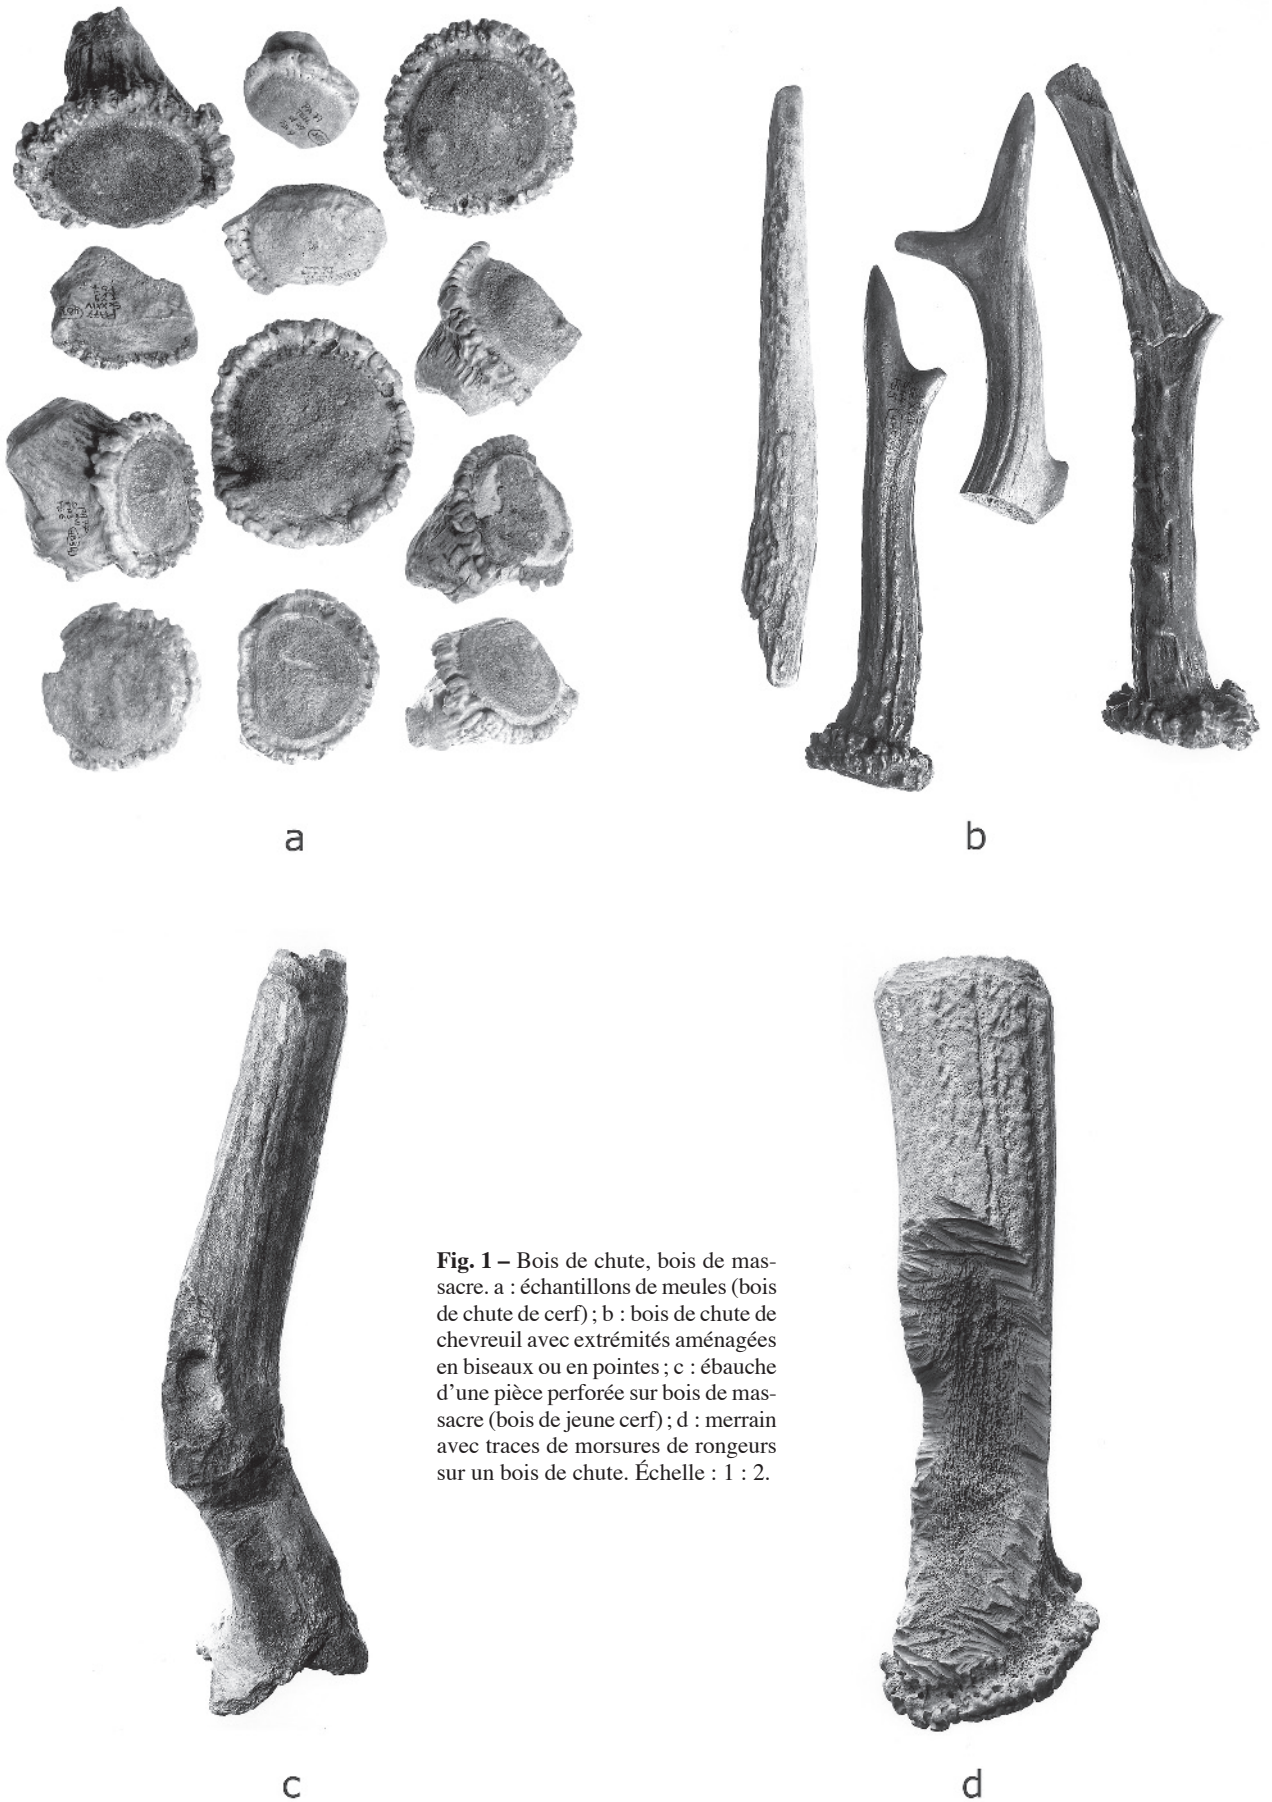 a
b
Fig. 1 – Bois de chute, bois de mas-
sacre. a : échantillons de meules (bois
de chute de cerf) ; b : bois de chute de
chevreuil avec extrémités aménagées
en biseaux ou en pointes ; c : ébauche
d’une pièce perforée sur bois de mas-
sacre (bois de jeune cerf) ; d : merrain
avec traces de morsures de rongeurs
sur un bois de chute. Échelle : 1 : 2.
c
d